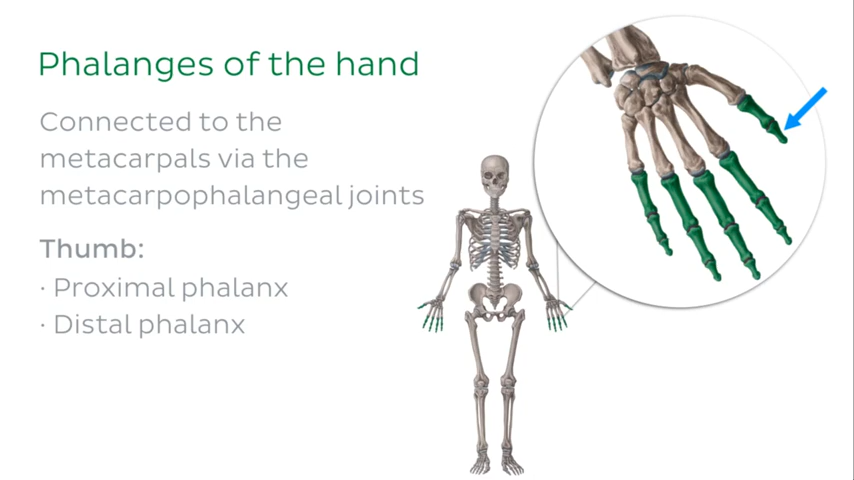 Phalanges of the hand
Connected to the
metacarpals via the
metacarpophalangeal joints
Thumb:
· Proximal phalanx
· Distal phalanx